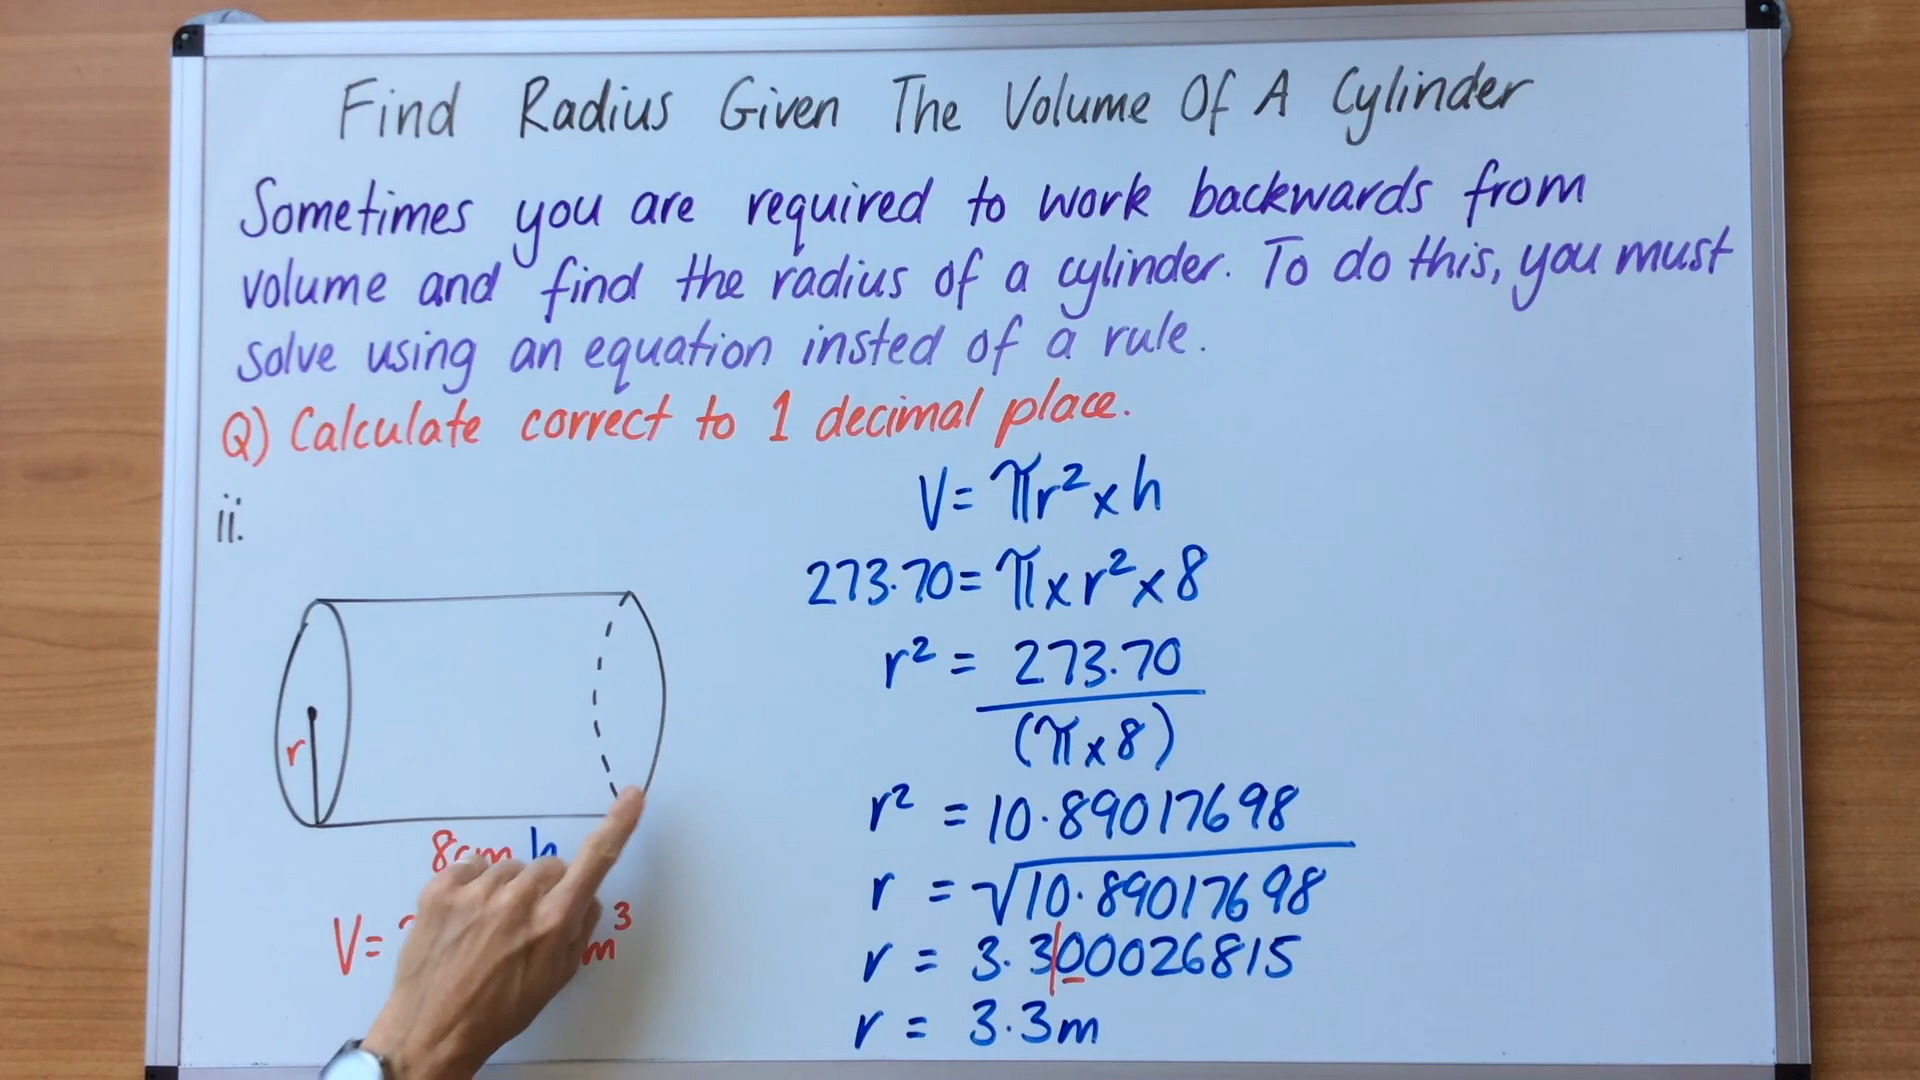 Find Radius Given The Volume Of A Cylinder
Sometimes you are required to work backwards from
volume and find the radius of a cylinder. To do this, you must
solve using an equation insted of a rule.
Q) Calculate correct to 1 decimal place.
ii.
r
8cm h
V= m³
V= πr²×h
273.70= π×r²×8
r² = 273.70
(π×8)
r² = 10.89017698
r = √10.89017698
r = 3.300026815
r = 3.3m